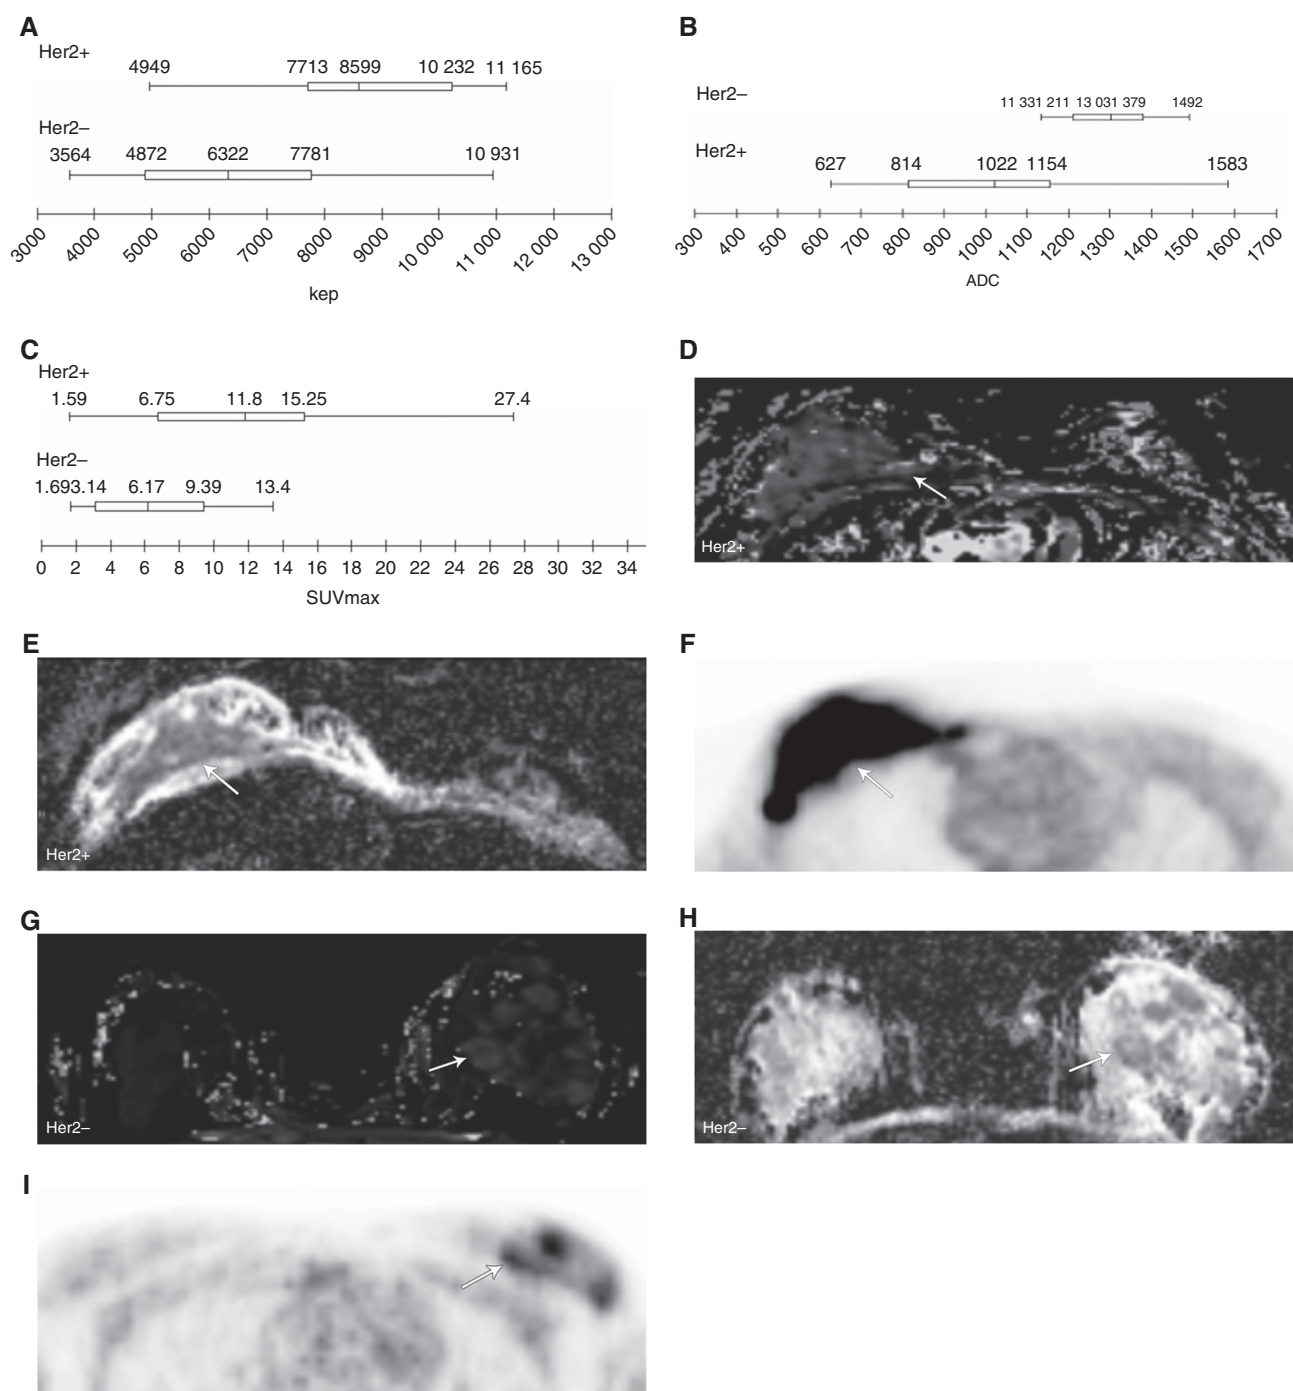 A
Her2+
4949 7713 8599 10 232 11 165
Her2–
3564 4872 6322 7781 10 931
3000 4000 5000 6000 7000 8000 9000 10 000 11 000 12 000 13 000
kep
B
Her2–
11 331 211 13 031 379 1492
Her2+
627 814 1022 1154 1583
300 400 500 600 700 800 900 1000 1100 1200 1300 1400 1500 1600 1700
ADC
C
Her2+
1.59 6.75 11.8 15.25 27.4
Her2–
1.693.14 6.17 9.39 13.4
0 2 4 6 8 10 12 14 16 18 20 22 24 26 28 30 32 34
SUVmax
D
Her2+
E
Her2+
F
G
Her2–
H
Her2–
I